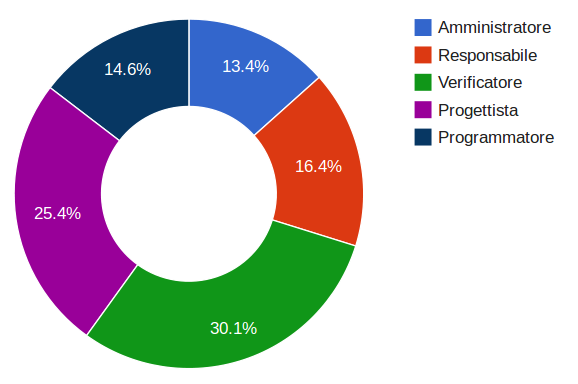 Amministratore
Responsabile
Verificatore
Progettista
Programmatore
13.4%
16.4%
30.1%
25.4%
14.6%